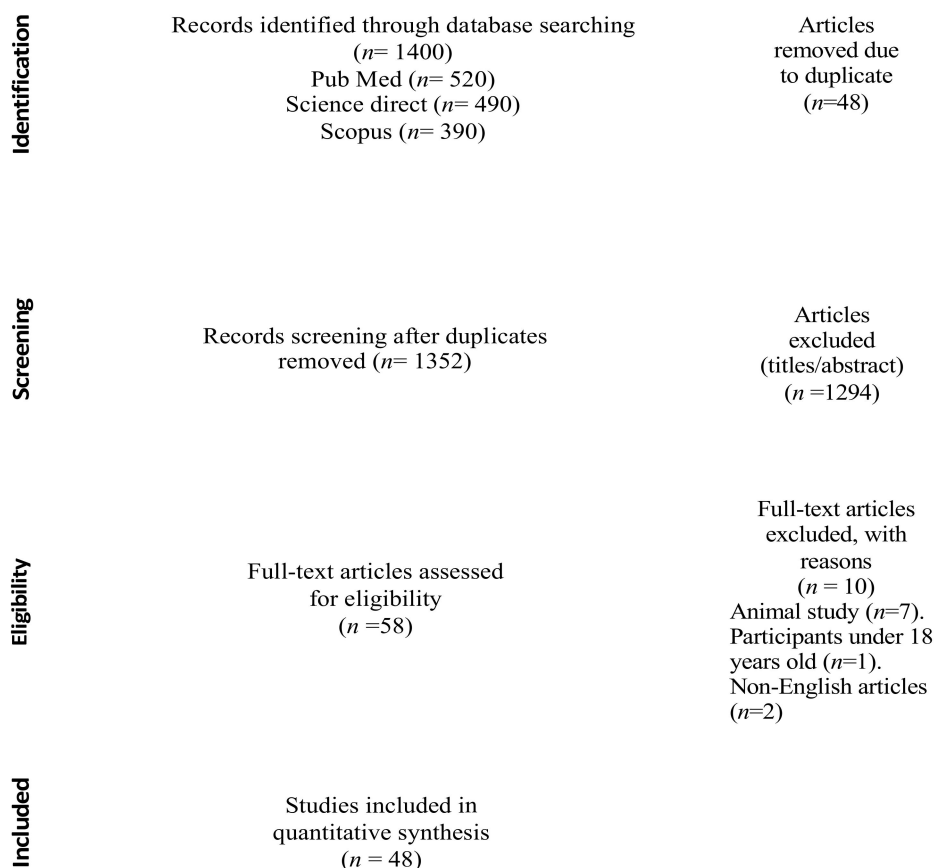 Identification
Records identified through database searching
(n= 1400)
Pub Med (n= 520)
Science direct (n= 490)
Scopus (n= 390)
Articles
removed due
to duplicate
(n=48)
Screening
Records screening after duplicates
removed (n= 1352)
Articles
excluded
(titles/abstract)
(n =1294)
Eligibility
Full-text articles assessed
for eligibility
(n =58)
Full-text articles
excluded, with
reasons
(n = 10)
Animal study (n=7).
Participants under 18
years old (n=1).
Non-English articles
(n=2)
Included
Studies included in
quantitative synthesis
(n = 48)